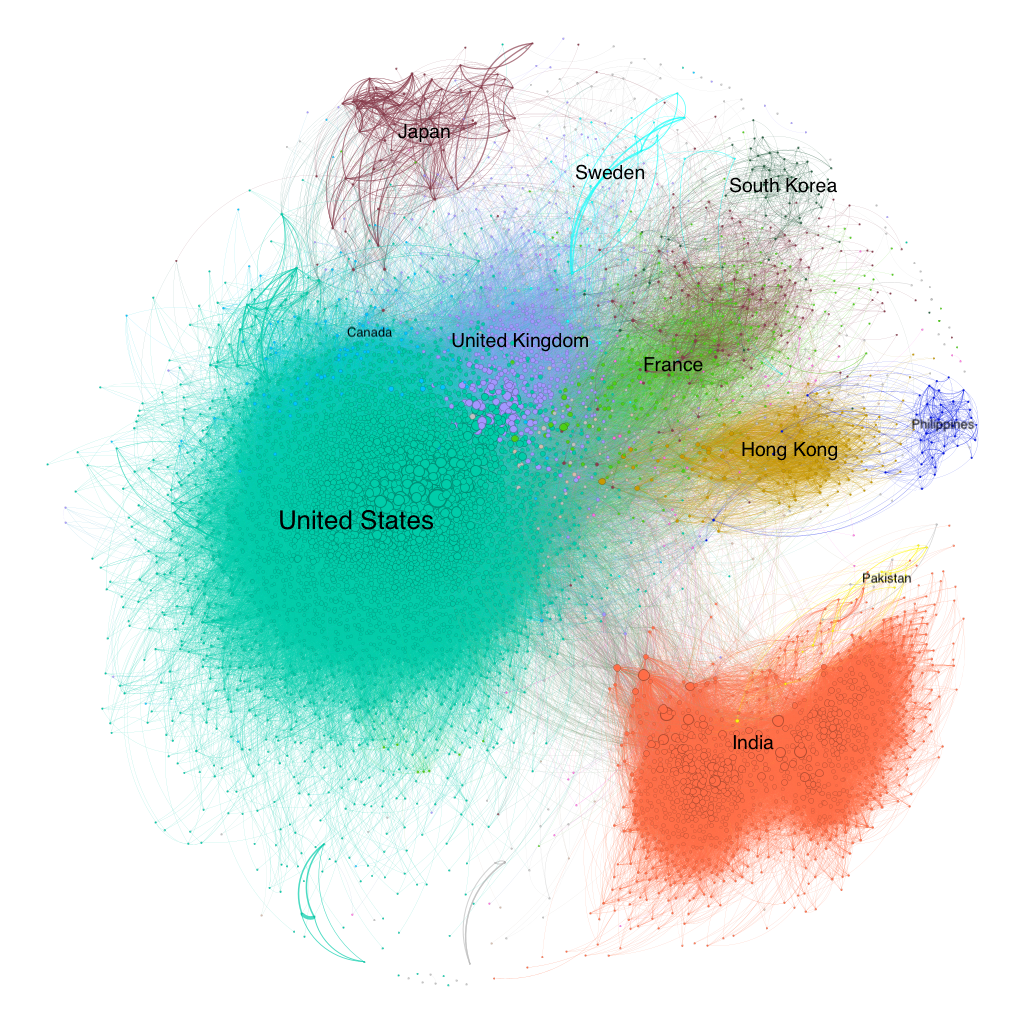 Japan
Sweden
South Korea
Canada
United Kingdom
France
Philippines
Hong Kong
United States
Pakistan
India